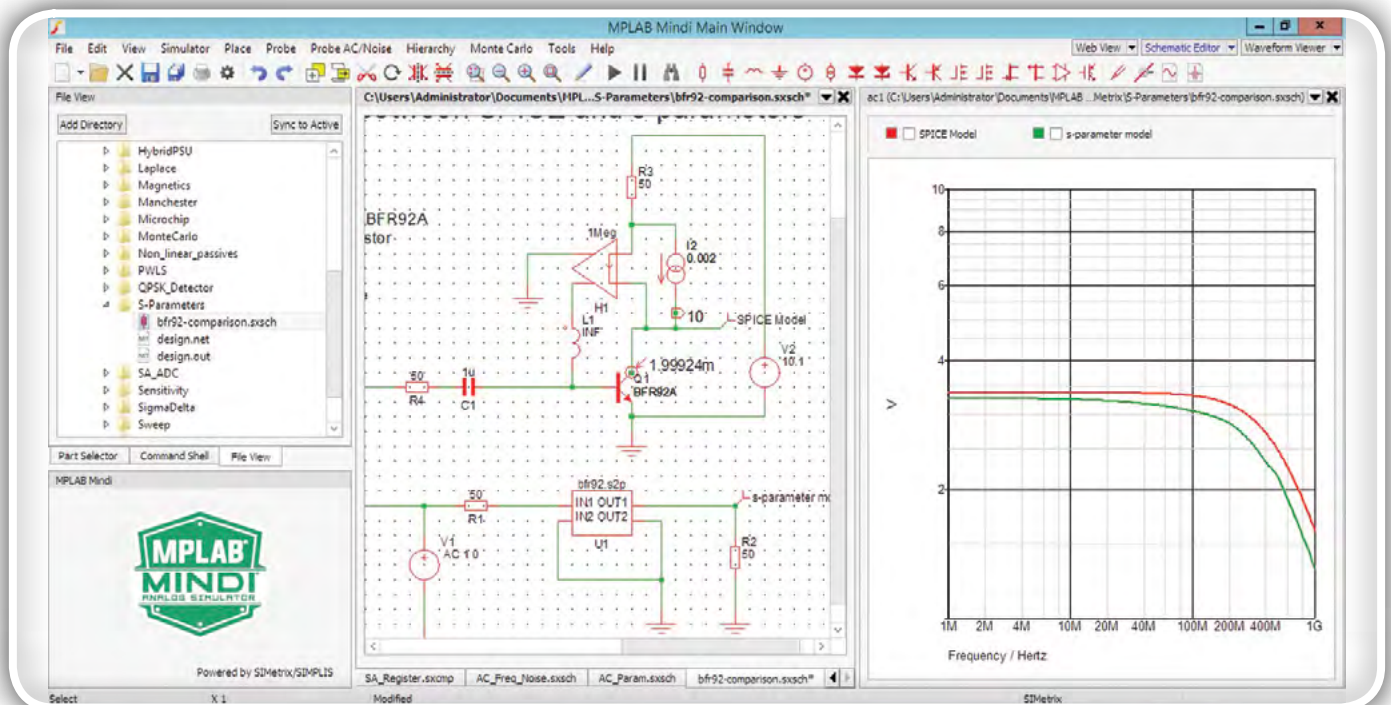 MPLAB Mindi Main Window
File Edit View Simulator Place Probe Probe AC/Noise Hierarchy Monte Carlo Tools Help
Web View Schematic Editor Waveform Viewer
File View
Add Directory Sync to Active
HybridPSU
Laplace
Magnetics
Manchester
Microchip
MonteCarlo
Non_linear_passives
PWLS
QPSK_Detector
S-Parameters
bfr92-comparison.sxsch
design.net
design.out
SA_ADC
Sensitivity
SigmaDelta
Sweep
Part Selector Command Shell File View
MPLAB Mindi
MPLAB®
MINDI™
ANALOG SIMULATOR
Powered by SIMetrix/SIMPLIS
C:\Users\Administrator\Documents\MPL...S-Parameters\bfr92-comparison.sxsch*
between SPICE and s-parameters
BFR92A
R3
50
1Meg
I2
0.002
H1
10
L1
INF
SPICE Model
V2
10.1
1.99924m
Q1
BFR92A
50
R4
1u
C1
bfr92.s2p
50
R1
IN1 OUT1
IN2 OUT2
U1
s-parameter
V1
AC 1 0
R2
50
SA_Register.sxcmp AC_Freq_Noise.sxsch AC_Param.sxsch bfr92-comparison.sxsch*
ac1 (C:\Users\Administrator\Documents\MPLAB ...Metrix\S-Parameters\bfr92-comparison.sxsch)
SPICE Model s-parameter model
10
8
6
4
2
V
1M 2M 4M 10M 20M 40M 100M 200M 400M 1G
Frequency / Hertz
Select X 1 Modified SIMetrix